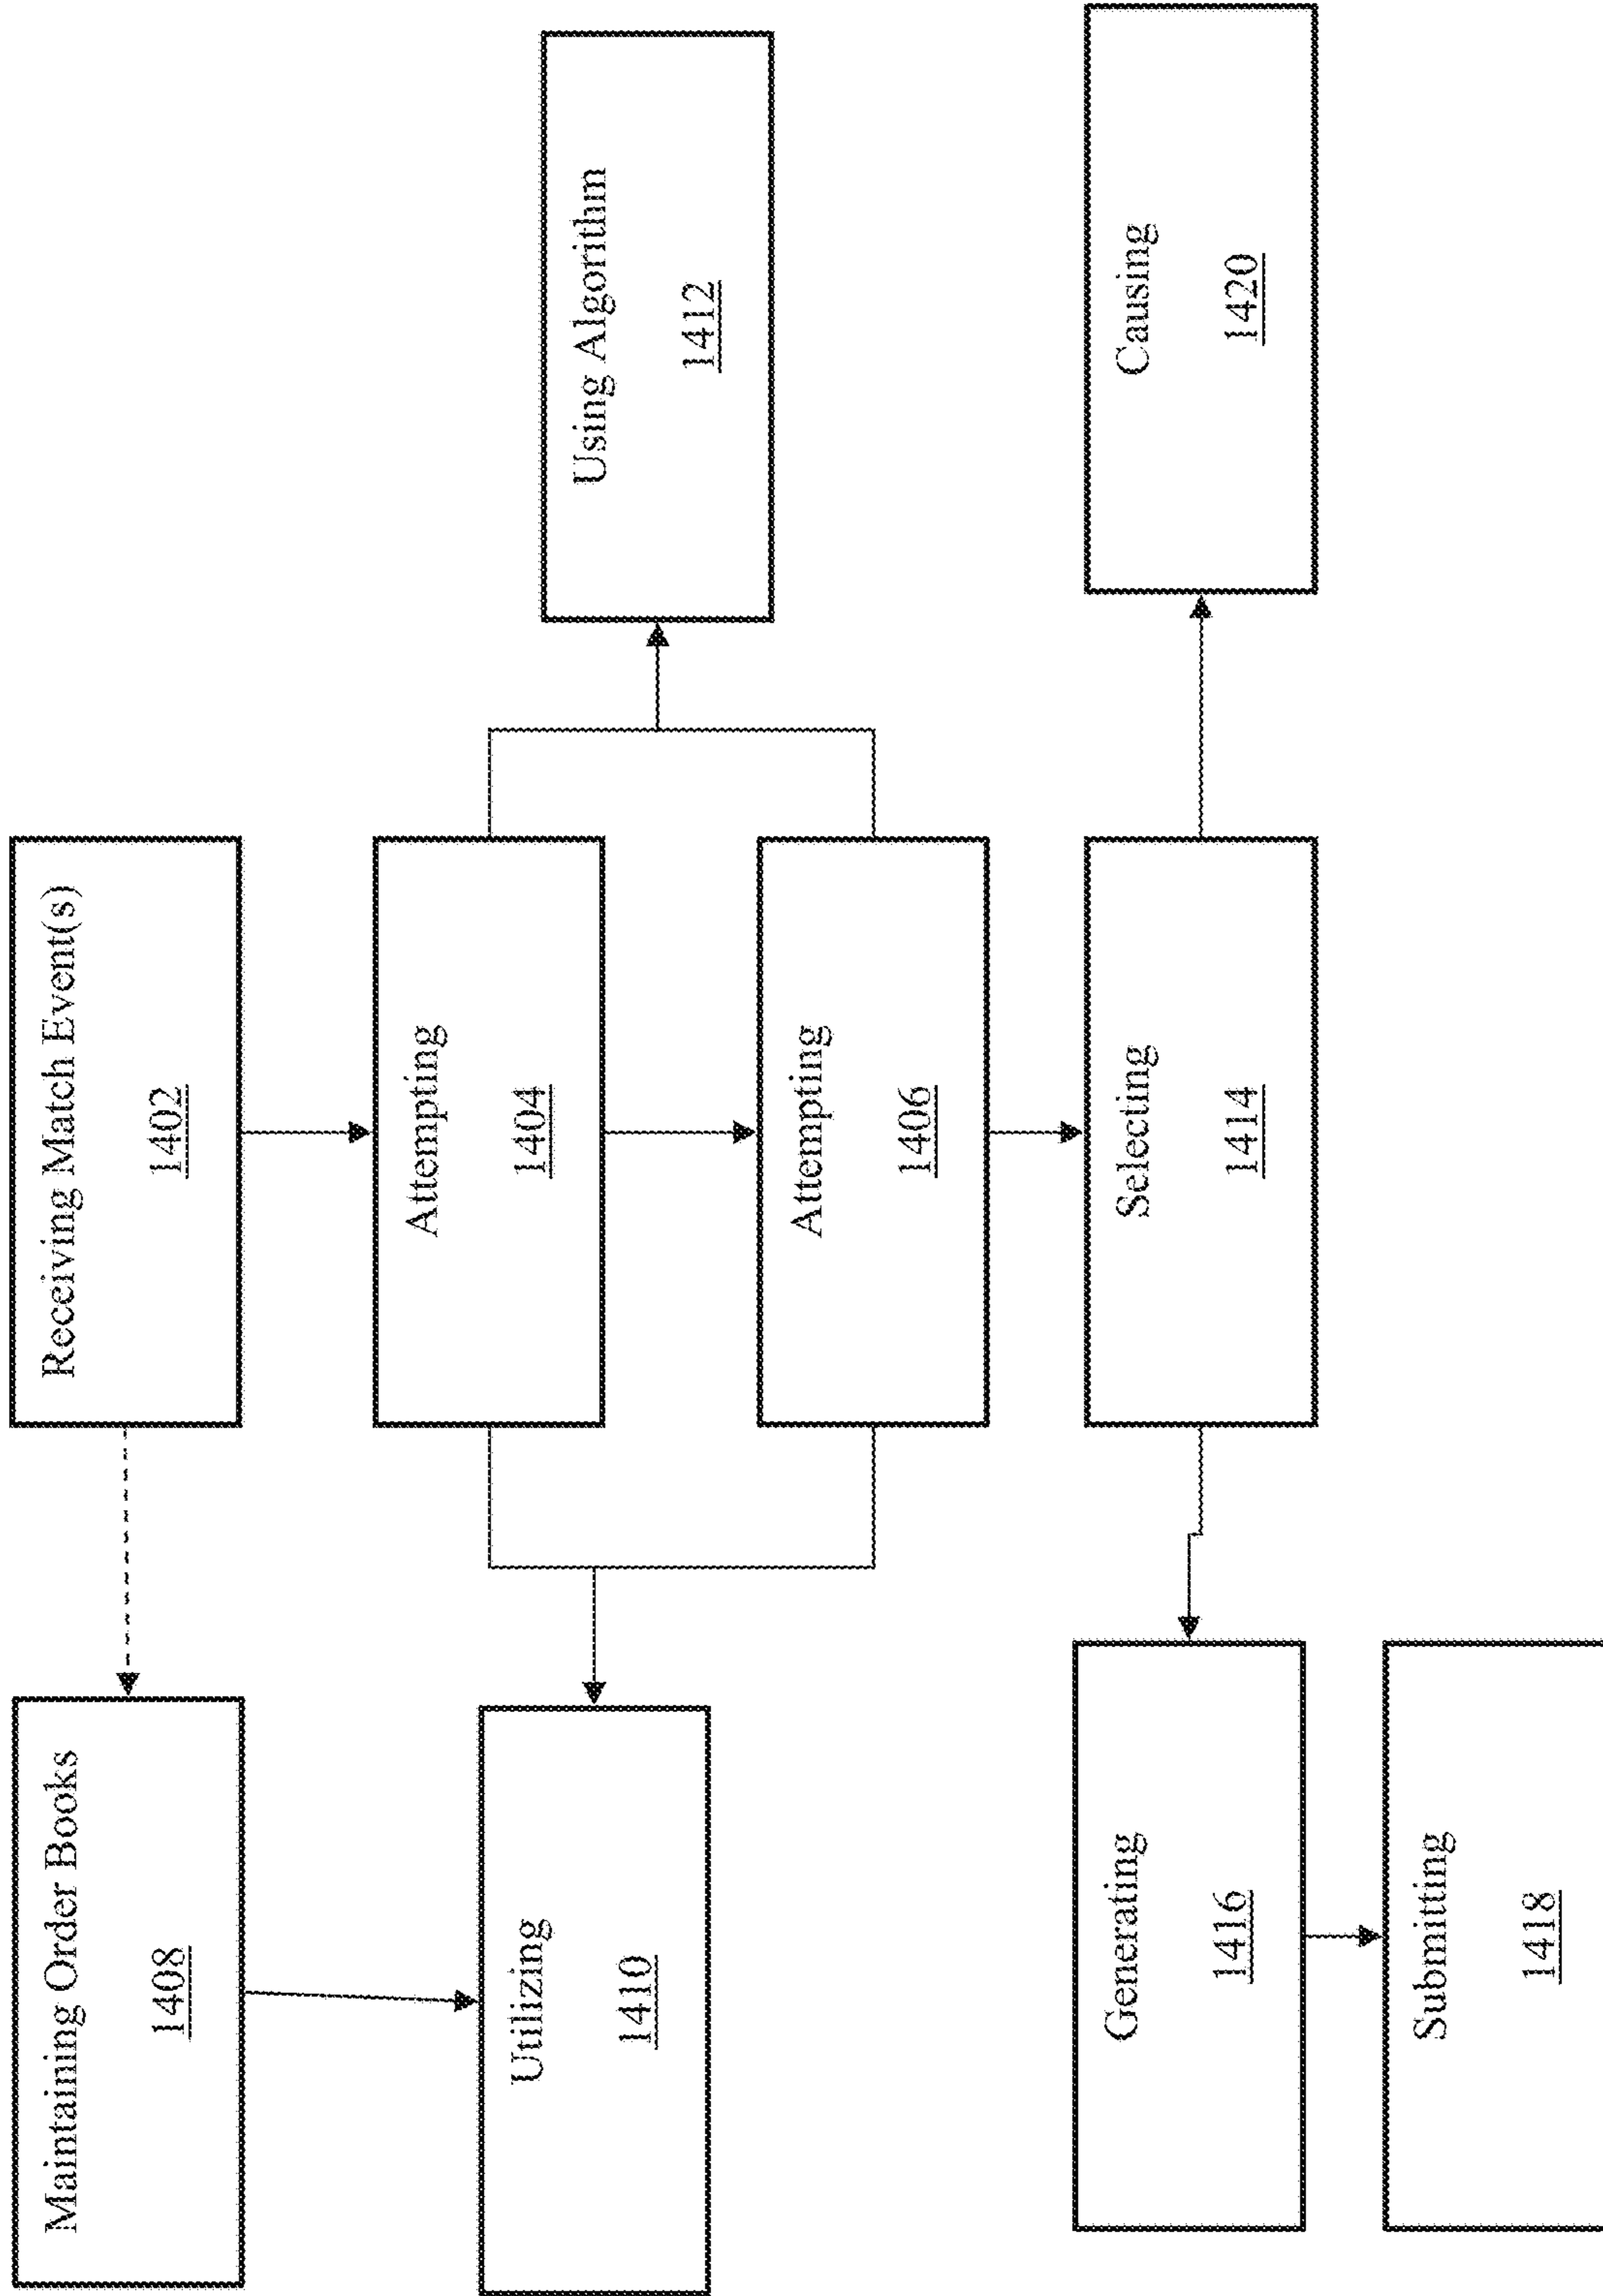 Maintaining Order Books
1408
Receiving Match Event(s)
1402
Utilizing
1410
Attempting
1404
Using Algorithm
1412
Attempting
1406
Generating
1416
Selecting
1414
Causing
1420
Submitting
1418